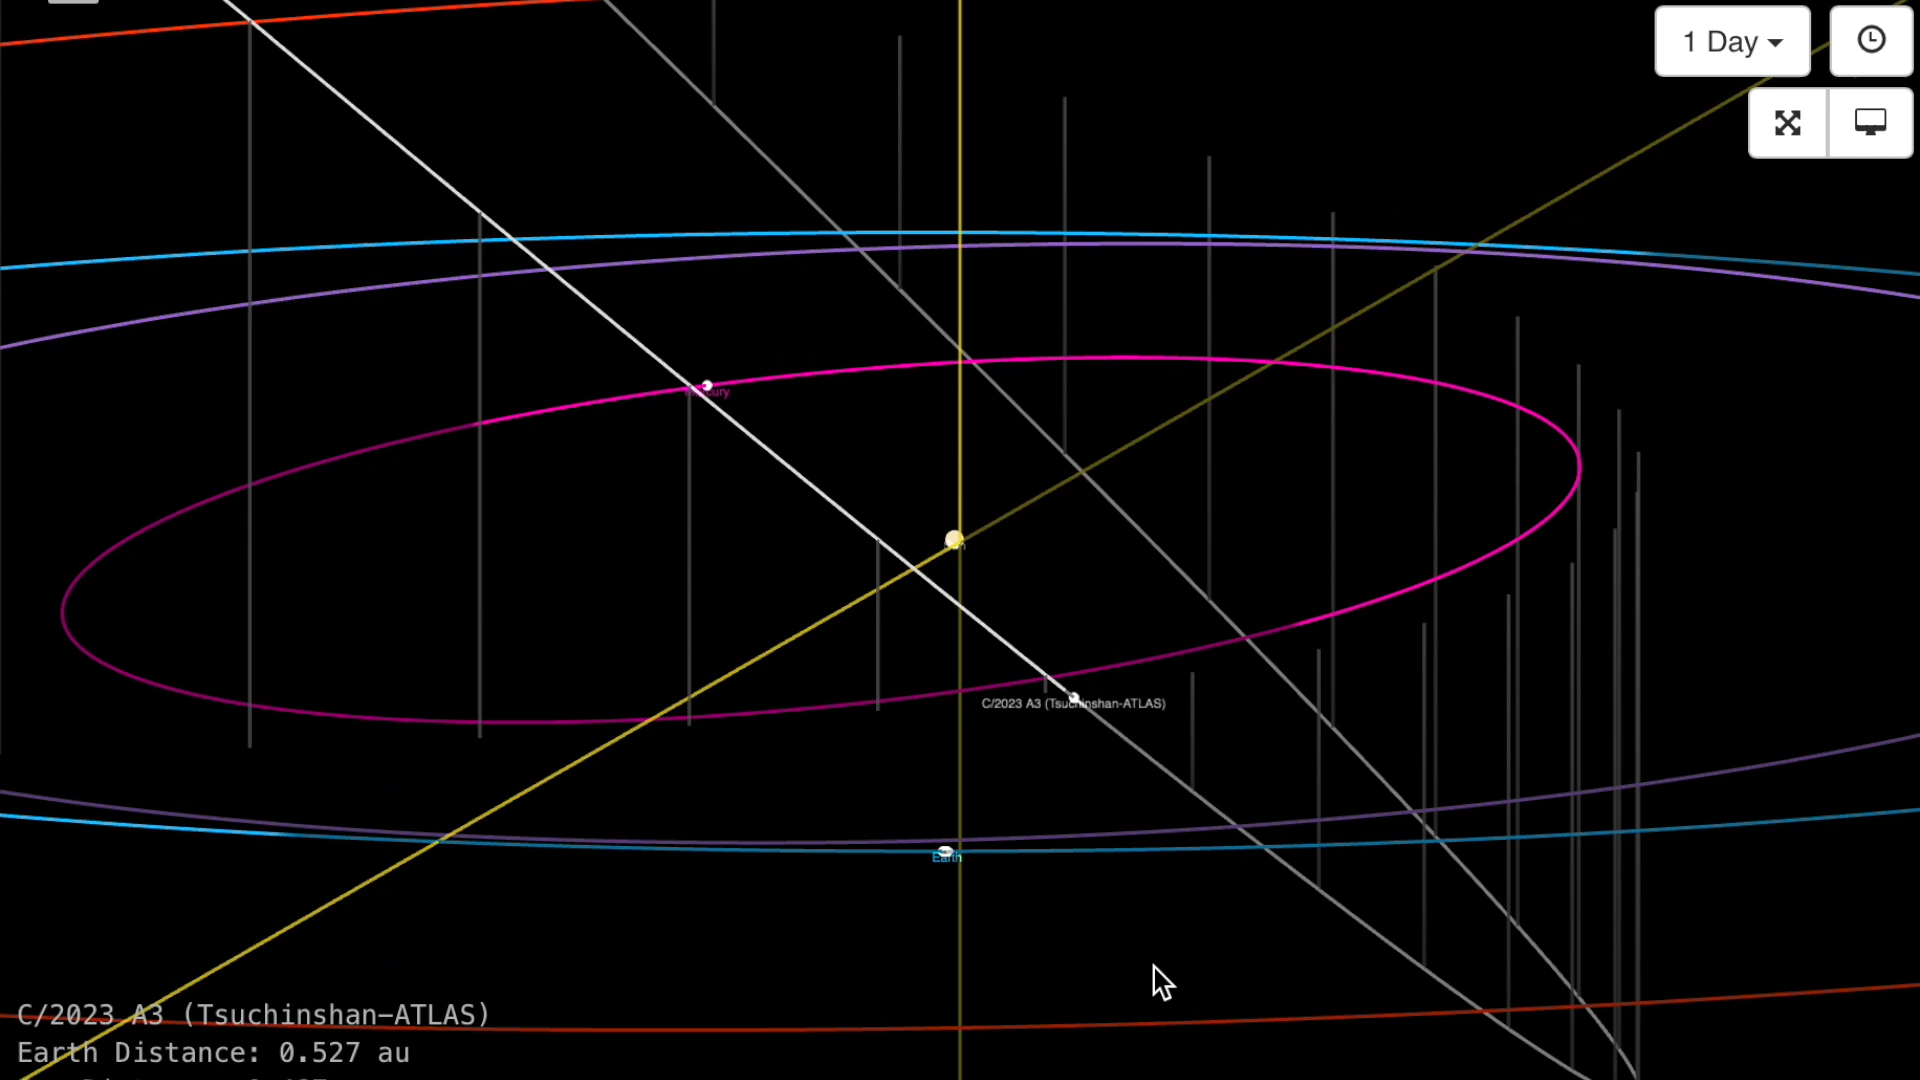 1 Day
C/2023 A3 (Tsuchinshan-ATLAS)
Earth
C/2023 A3 (Tsuchinshan–ATLAS)
Earth Distance: 0.527 au